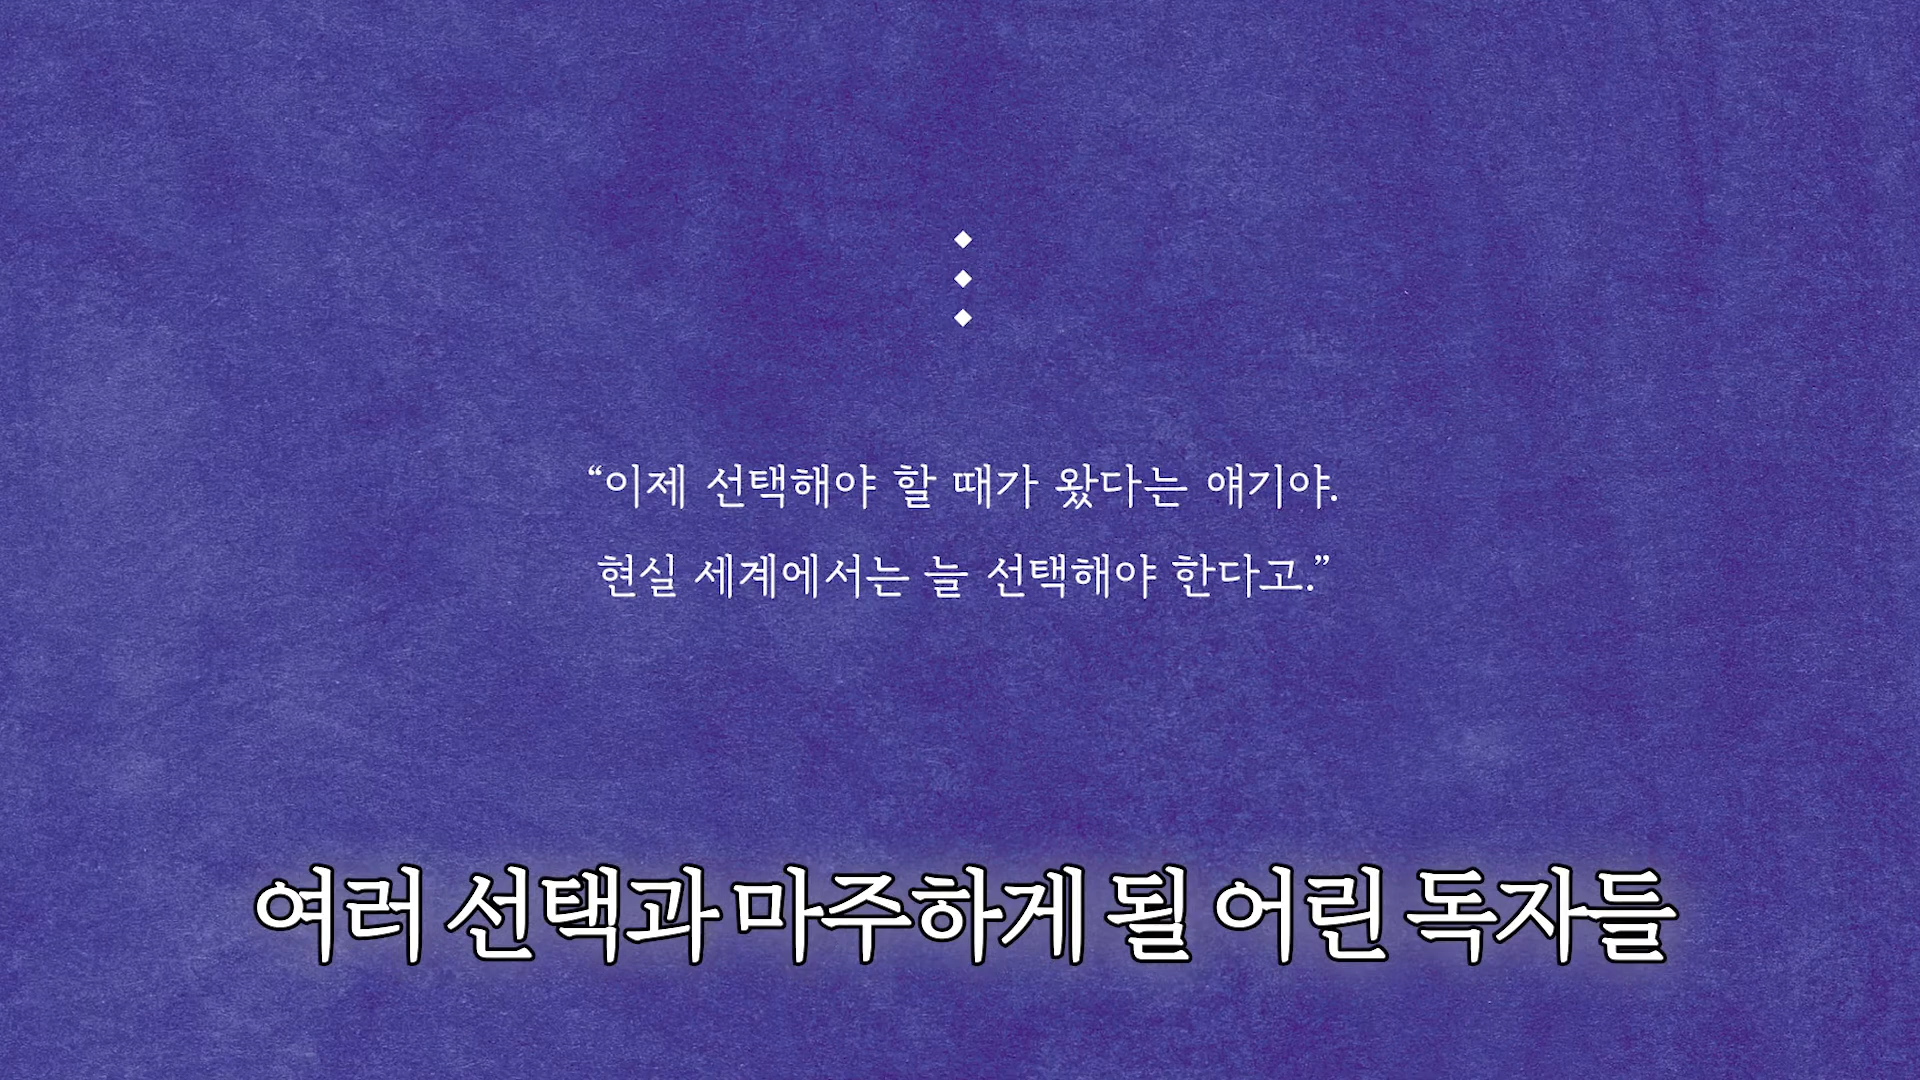 “이제 선택해야 할 때가 왔다는 얘기야.
현실 세계에서는 늘 선택해야 한다고.”
여러 선택과 마주하게 될 어린 독자들